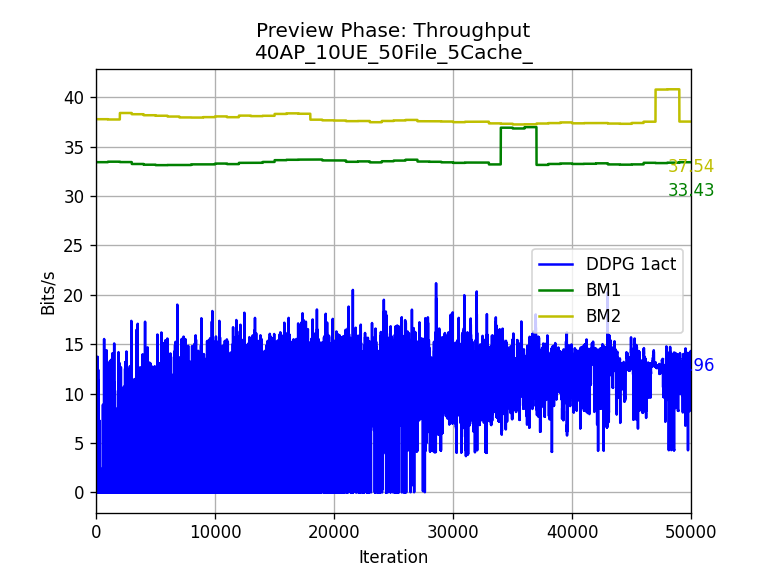 Preview Phase: Throughput
40AP_10UE_50File_5Cache_
40
35
30
25
20
15
10
5
0
Bits/s
37.54
33.43
DDPG 1act
BM1
BM2
96
0
10000
20000
30000
40000
50000
Iteration